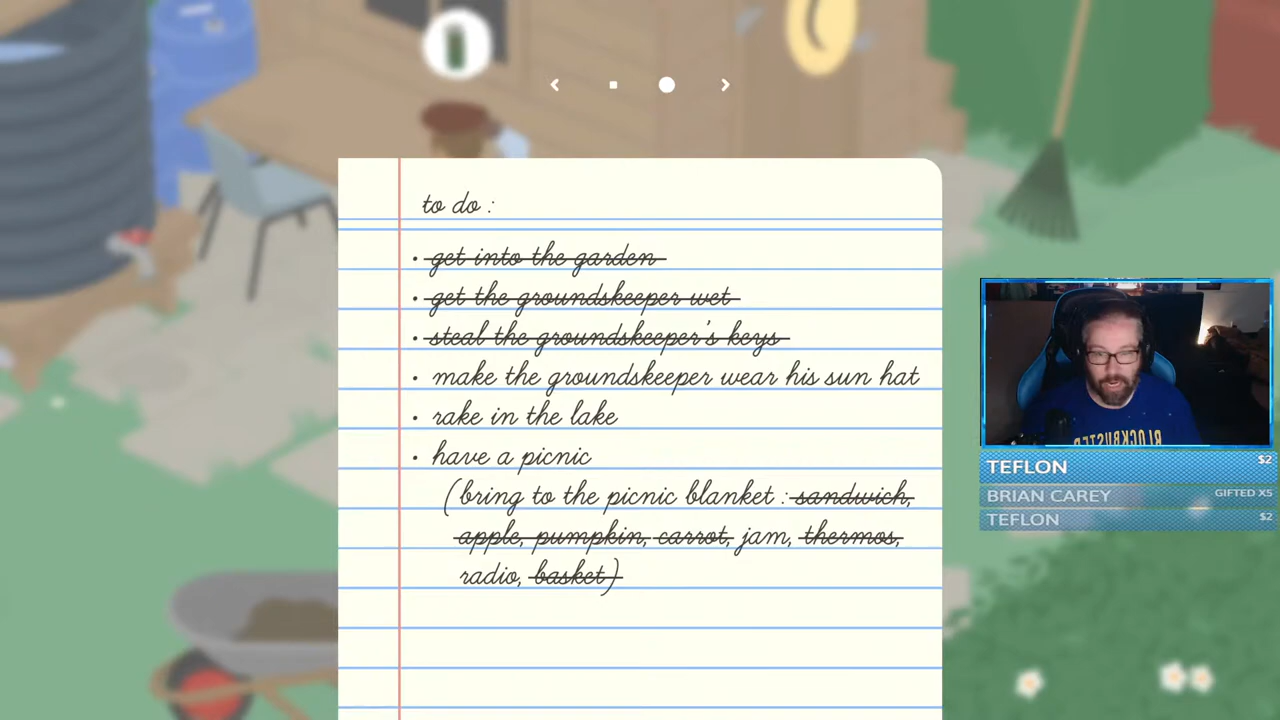 to do :
• get into the garden
• get the groundskeeper wet
• steal the groundskeeper's keys
• make the groundskeeper wear his sun hat
• rake in the lake
• have a picnic
(bring to the picnic blanket : sandwich,
apple, pumpkin, carrot, jam, thermos,
radio, basket)
BLOCKBUSTER
TEFLON $2
BRIAN CAREY GIFTED X5
TEFLON $2